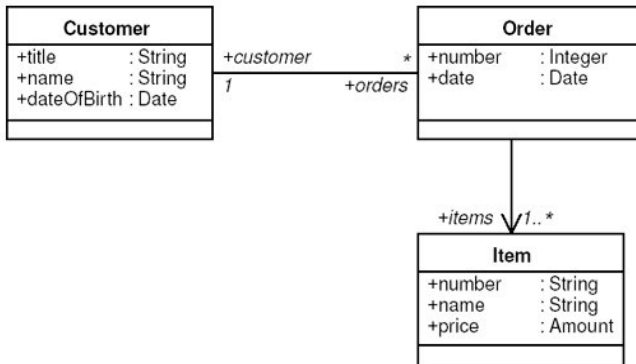 Customer
+title : String
+name : String
+dateOfBirth : Date
+customer
1
*
+orders
Order
+number : Integer
+date : Date
+items 1..*
Item
+number : String
+name : String
+price : Amount